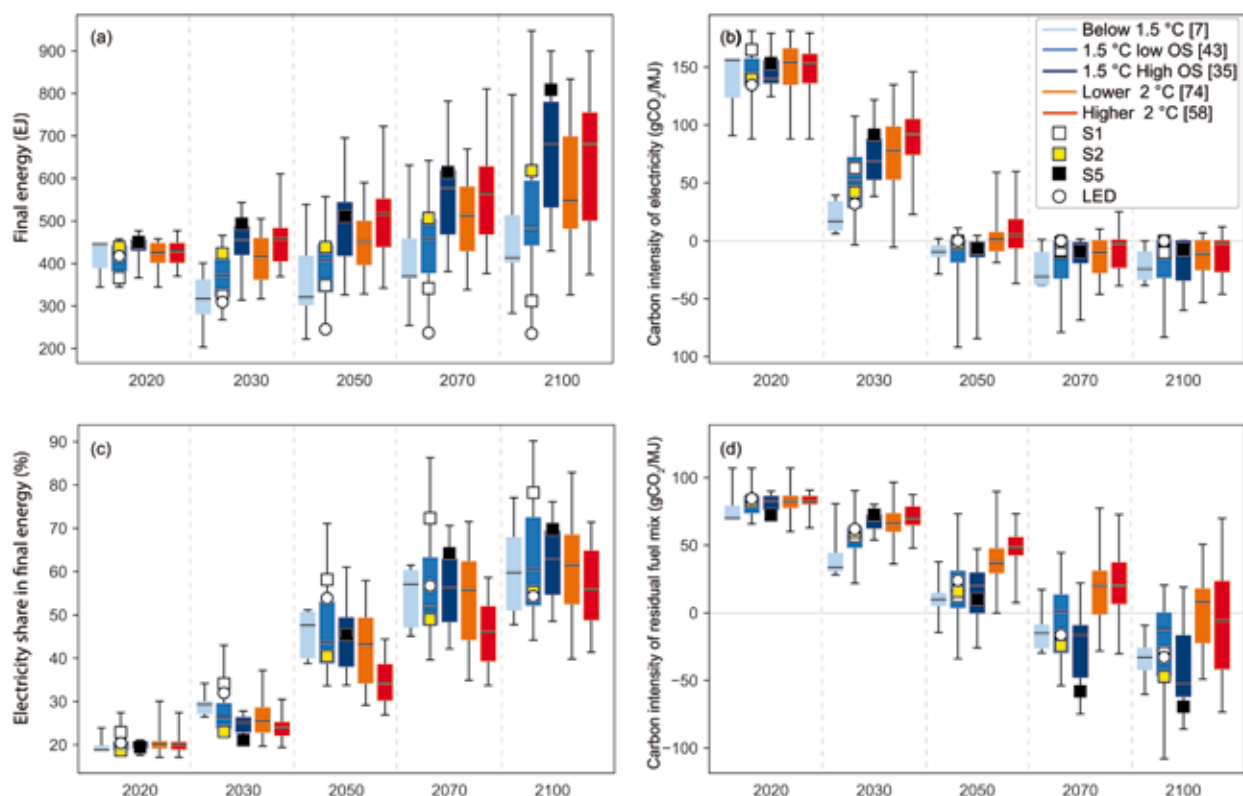 (a)
Final energy (EJ)
900
800
700
600
500
400
300
200
2020 2030 2050 2070 2100
(b)
Carbon intensity of electricity (gCO₂/MJ)
150
100
50
0
−50
100
2020 2030 2050 2070 2100
Below 1.5 °C [7]
1.5 °C low OS [43]
1.5 °C High OS [35]
Lower 2 °C [74]
Higher 2 °C [58]
S1
S2
S5
LED
(c)
Electricity share in final energy (%)
90
80
70
60
50
40
30
20
2020 2030 2050 2070 2100
(d)
Carbon intensity of residual fuel mix (gCO₂/MJ)
100
50
0
−50
−100
2020 2030 2050 2070 2100